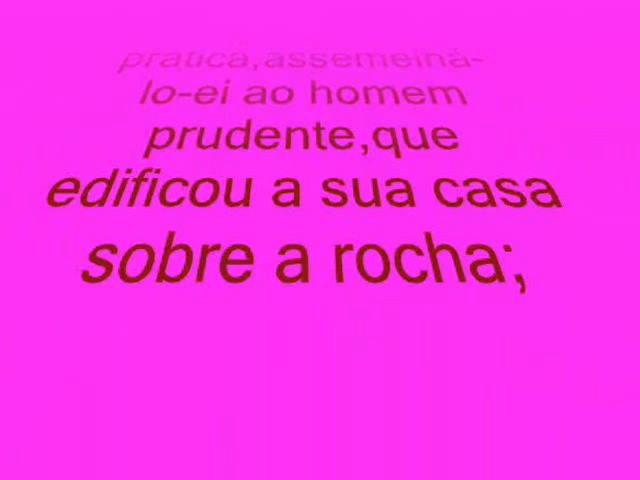 pratica,assemelhá-
lo-ei ao homem
prudente,que
edificou a sua casa
sobre a rocha;